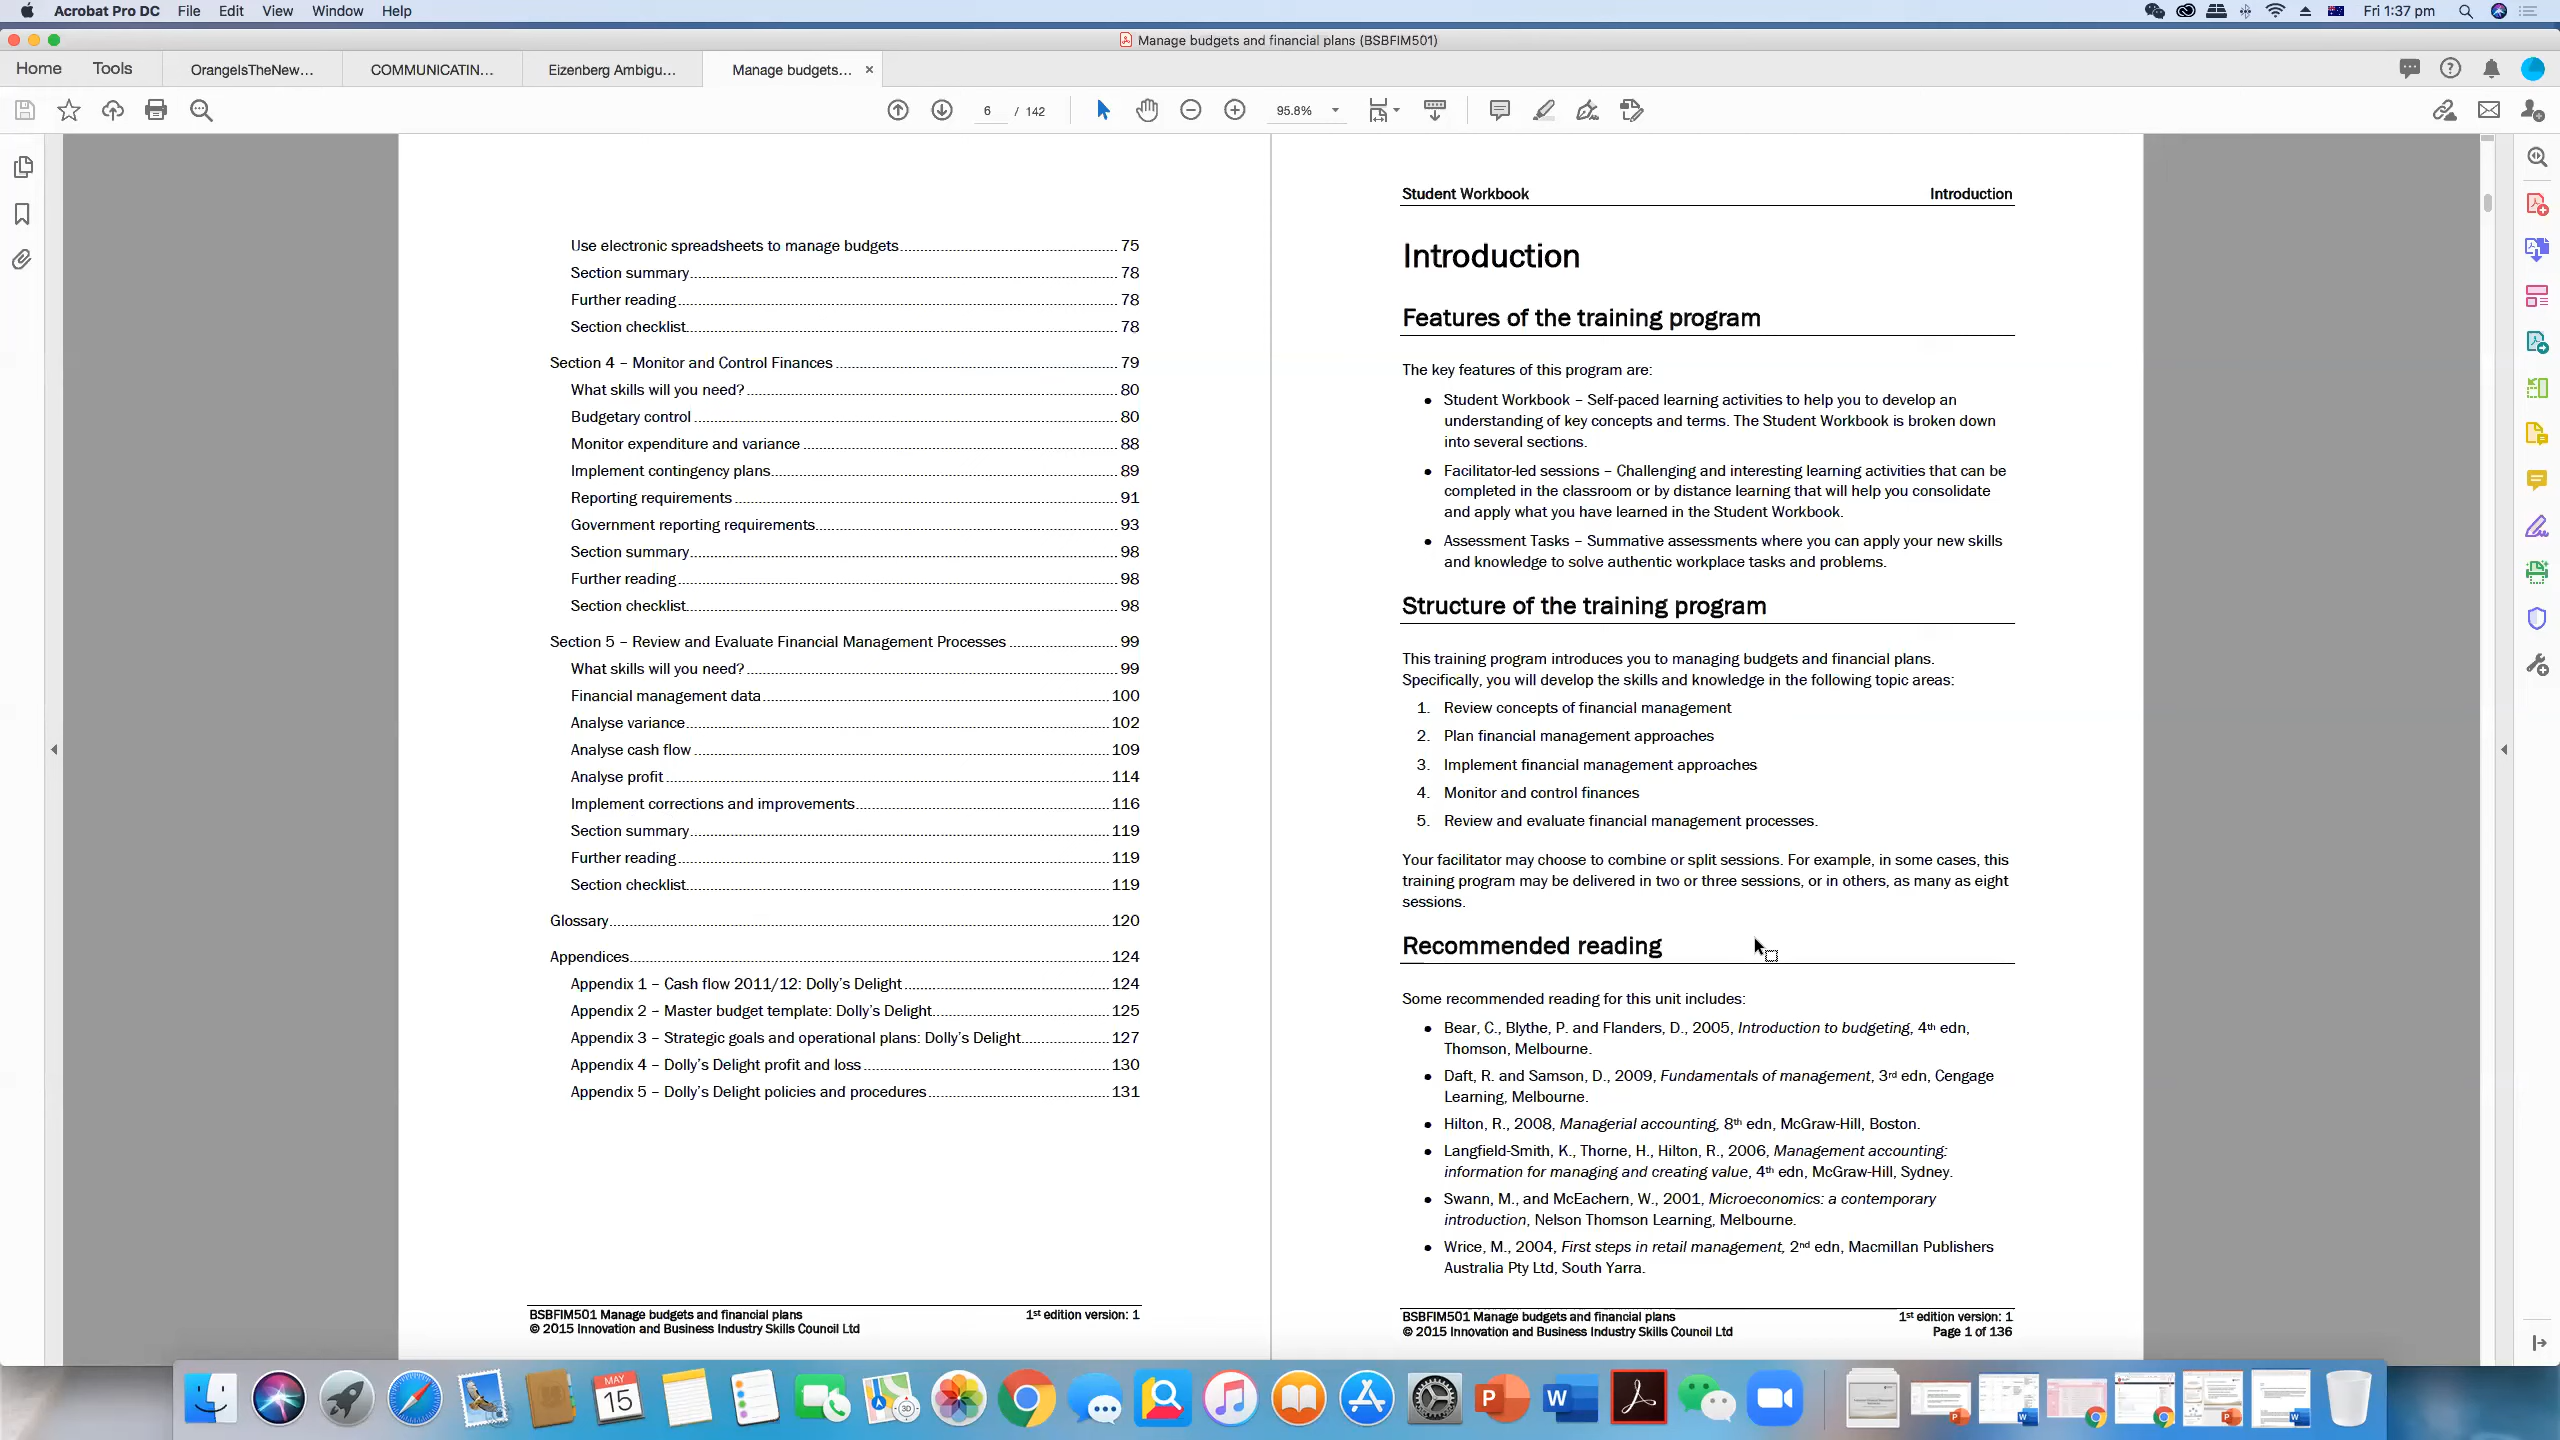 Acrobat Pro DC File Edit View Window Help Fri 1:37 pm
Manage budgets and financial plans (BSBFIM501)
Home Tools OrangeIsTheNew... COMMUNICATIN... Eizenberg Ambigu... Manage budgets... ×
6 / 142 95.8%
Use electronic spreadsheets to manage budgets 75
Section summary 78
Further reading 78
Section checklist 78
Section 4 – Monitor and Control Finances 79
What skills will you need? 80
Budgetary control 80
Monitor expenditure and variance 88
Implement contingency plans 89
Reporting requirements 91
Government reporting requirements 93
Section summary 98
Further reading 98
Section checklist 98
Section 5 – Review and Evaluate Financial Management Processes 99
What skills will you need? 99
Financial management data 100
Analyse variance 102
Analyse cash flow 109
Analyse profit 114
Implement corrections and improvements 116
Section summary 119
Further reading 119
Section checklist 119
Glossary 120
Appendices 124
Appendix 1 – Cash flow 2011/12: Dolly's Delight 124
Appendix 2 – Master budget template: Dolly's Delight 125
Appendix 3 – Strategic goals and operational plans: Dolly's Delight 127
Appendix 4 – Dolly's Delight profit and loss 130
Appendix 5 – Dolly's Delight policies and procedures 131
BSBFIM501 Manage budgets and financial plans 1st edition version: 1
© 2015 Innovation and Business Industry Skills Council Ltd
Student Workbook Introduction
Introduction
Features of the training program
The key features of this program are:
● Student Workbook – Self-paced learning activities to help you to develop an
understanding of key concepts and terms. The Student Workbook is broken down
into several sections.
● Facilitator-led sessions – Challenging and interesting learning activities that can be
completed in the classroom or by distance learning that will help you consolidate
and apply what you have learned in the Student Workbook.
● Assessment Tasks – Summative assessments where you can apply your new skills
and knowledge to solve authentic workplace tasks and problems.
Structure of the training program
This training program introduces you to managing budgets and financial plans.
Specifically, you will develop the skills and knowledge in the following topic areas:
1. Review concepts of financial management
2. Plan financial management approaches
3. Implement financial management approaches
4. Monitor and control finances
5. Review and evaluate financial management processes.
Your facilitator may choose to combine or split sessions. For example, in some cases, this
training program may be delivered in two or three sessions, or in others, as many as eight
sessions.
Recommended reading
Some recommended reading for this unit includes:
● Bear, C., Blythe, P. and Flanders, D., 2005, Introduction to budgeting, 4th edn,
Thomson, Melbourne.
● Daft, R. and Samson, D., 2009, Fundamentals of management, 3rd edn, Cengage
Learning, Melbourne.
● Hilton, R., 2008, Managerial accounting, 8th edn, McGraw-Hill, Boston.
● Langfield-Smith, K., Thorne, H., Hilton, R., 2006, Management accounting:
information for managing and creating value, 4th edn, McGraw-Hill, Sydney.
● Swann, M., and McEachern, W., 2001, Microeconomics: a contemporary
introduction, Nelson Thomson Learning, Melbourne.
● Wrice, M., 2004, First steps in retail management, 2nd edn, Macmillan Publishers
Australia Pty Ltd, South Yarra.
BSBFIM501 Manage budgets and financial plans 1st edition version: 1
© 2015 Innovation and Business Industry Skills Council Ltd Page 1 of 136
MAY
15
3D
P
W